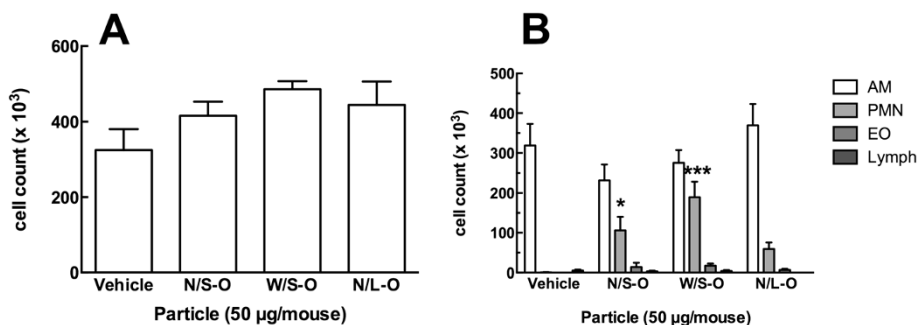 A
600
400
200
0
cell count (x 10³)
Vehicle N/S-O W/S-O N/L-O
Particle (50 µg/mouse)
B
500
400
300
200
100
0
cell count (x 10³)
* ***
Vehicle N/S-O W/S-O N/L-O
Particle (50 µg/mouse)
AM
PMN
EO
Lymph